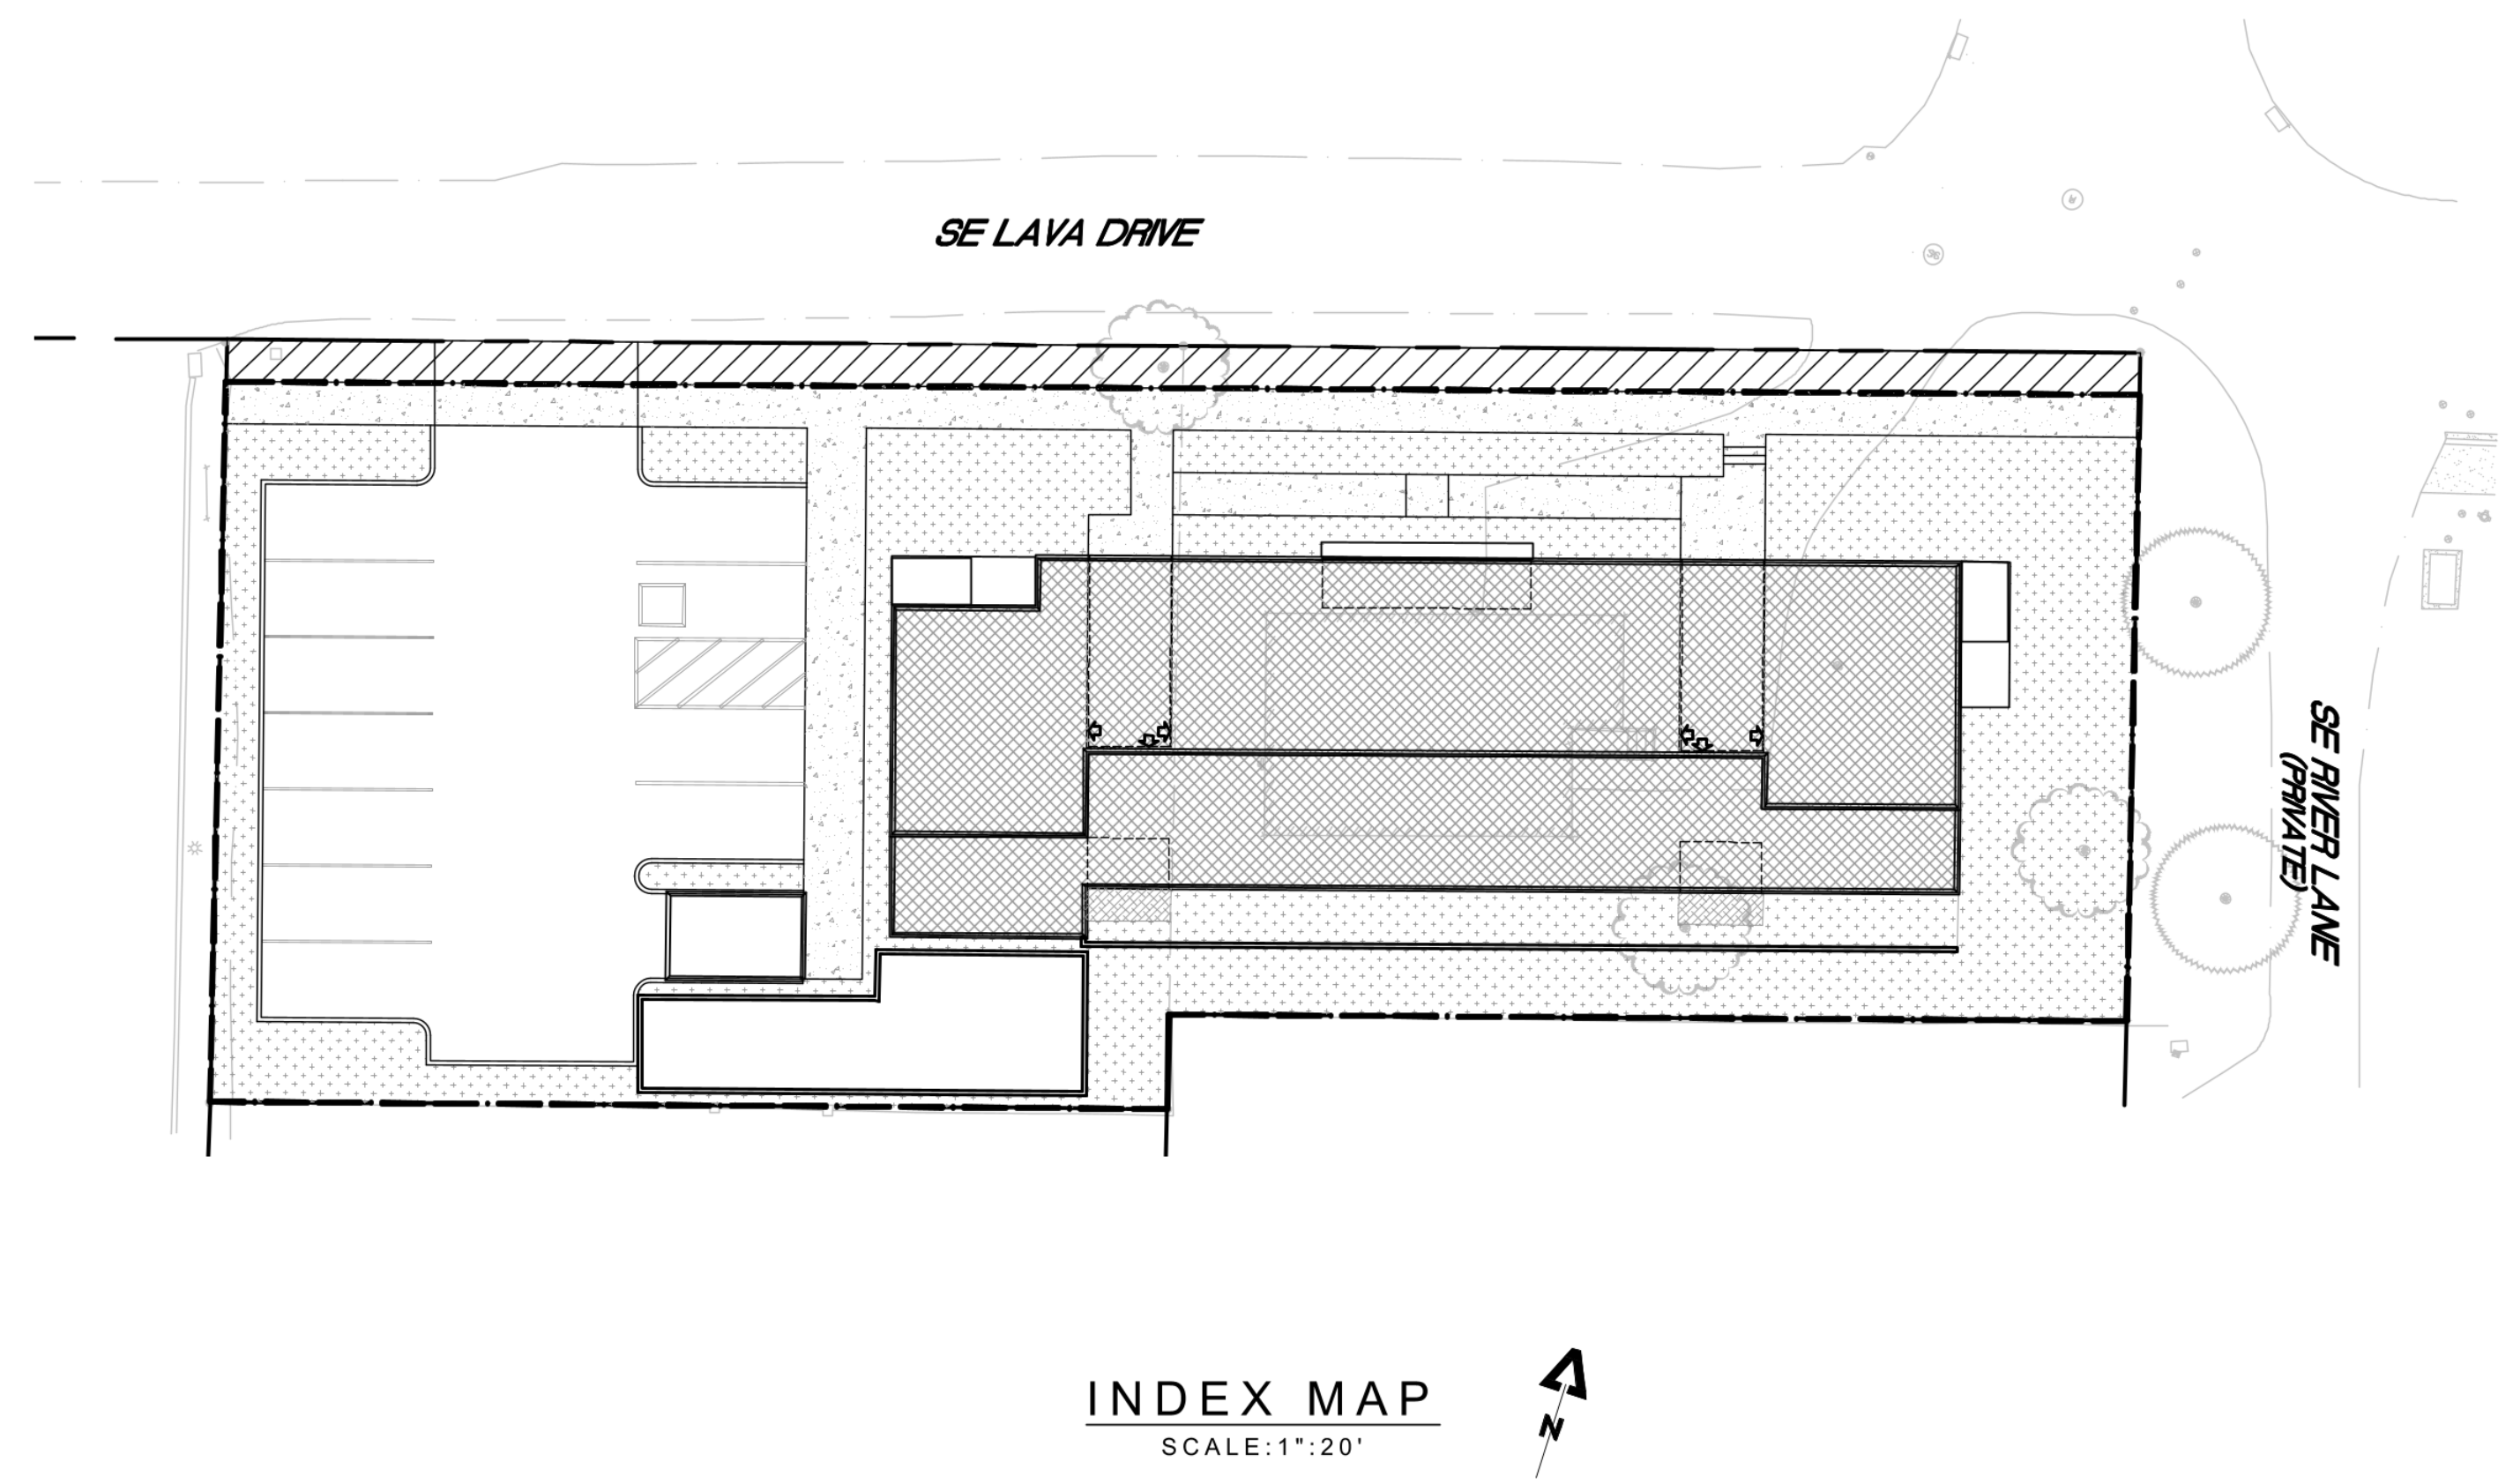 SE LAVA DRIVE
SE RIVER LANE
(PRIVATE)
INDEX MAP
SCALE:1":20'
N